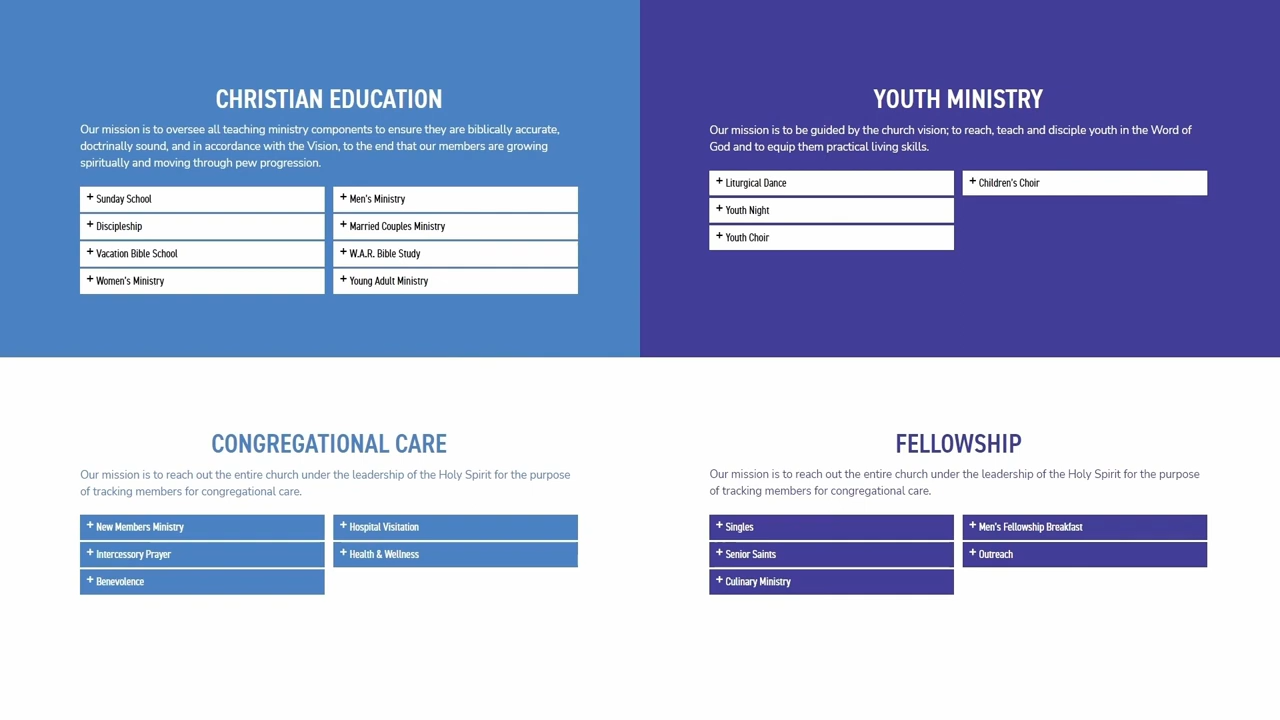 CHRISTIAN EDUCATION
Our mission is to oversee all teaching ministry components to ensure they are biblically accurate,
doctrinally sound, and in accordance with the Vision, to the end that our members are growing
spiritually and moving through pew progression.
+ Sunday School
+ Discipleship
+ Vacation Bible School
+ Women's Ministry
+ Men's Ministry
+ Married Couples Ministry
+ W.A.R. Bible Study
+ Young Adult Ministry
YOUTH MINISTRY
Our mission is to be guided by the church vision; to reach, teach and disciple youth in the Word of
God and to equip them practical living skills.
+ Liturgical Dance
+ Youth Night
+ Youth Choir
+ Children's Choir
CONGREGATIONAL CARE
Our mission is to reach out the entire church under the leadership of the Holy Spirit for the purpose
of tracking members for congregational care.
+ New Members Ministry
+ Intercessory Prayer
+ Benevolence
+ Hospital Visitation
+ Health & Wellness
FELLOWSHIP
Our mission is to reach out the entire church under the leadership of the Holy Spirit for the purpose
of tracking members for congregational care.
+ Singles
+ Senior Saints
+ Culinary Ministry
+ Men's Fellowship Breakfast
+ Outreach